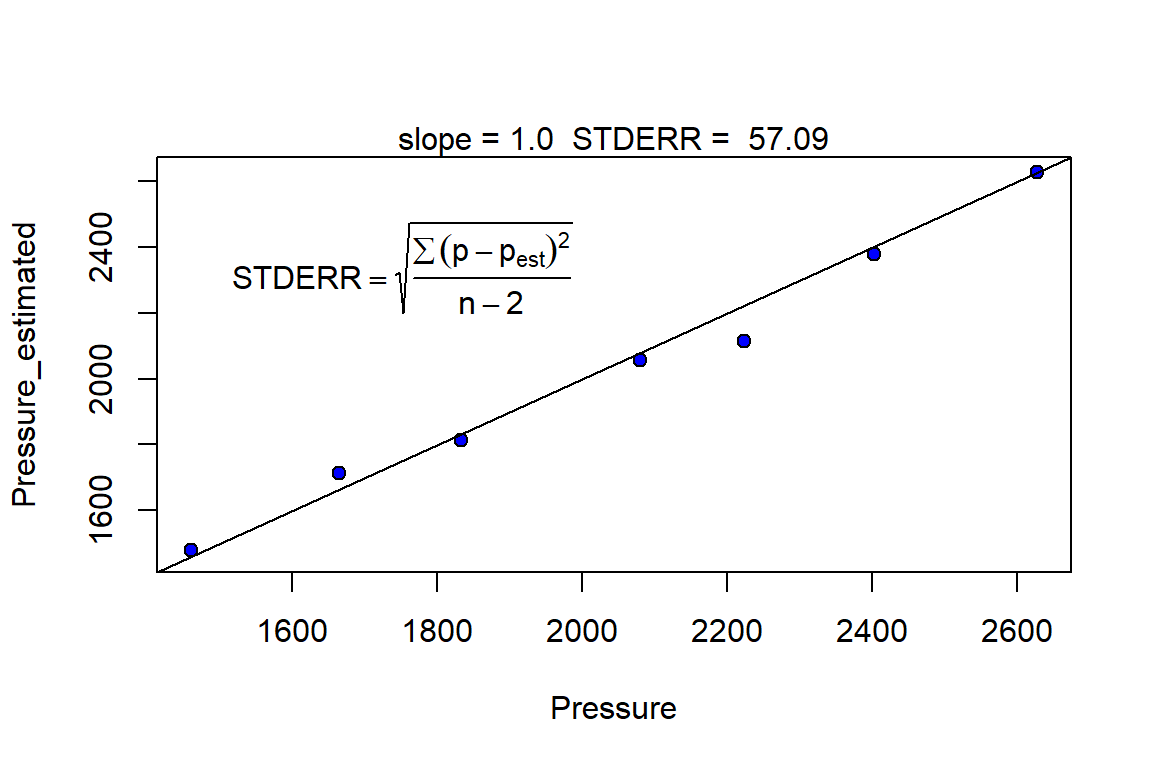 slope = 1.0 STDERR = 57.09
STDERR = √(∑(p − p_est)² / (n − 2))
Pressure_estimated
2400
2000
1600
1600 1800 2000 2200 2400 2600
Pressure